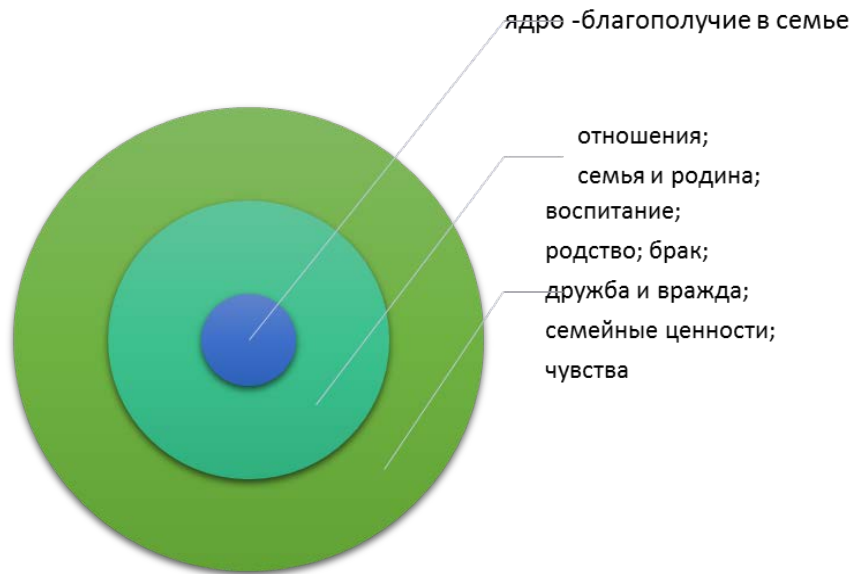 ядро -благополучие в семье
отношения;
семья и родина;
воспитание;
родство; брак;
дружба и вражда;
семейные ценности;
чувства